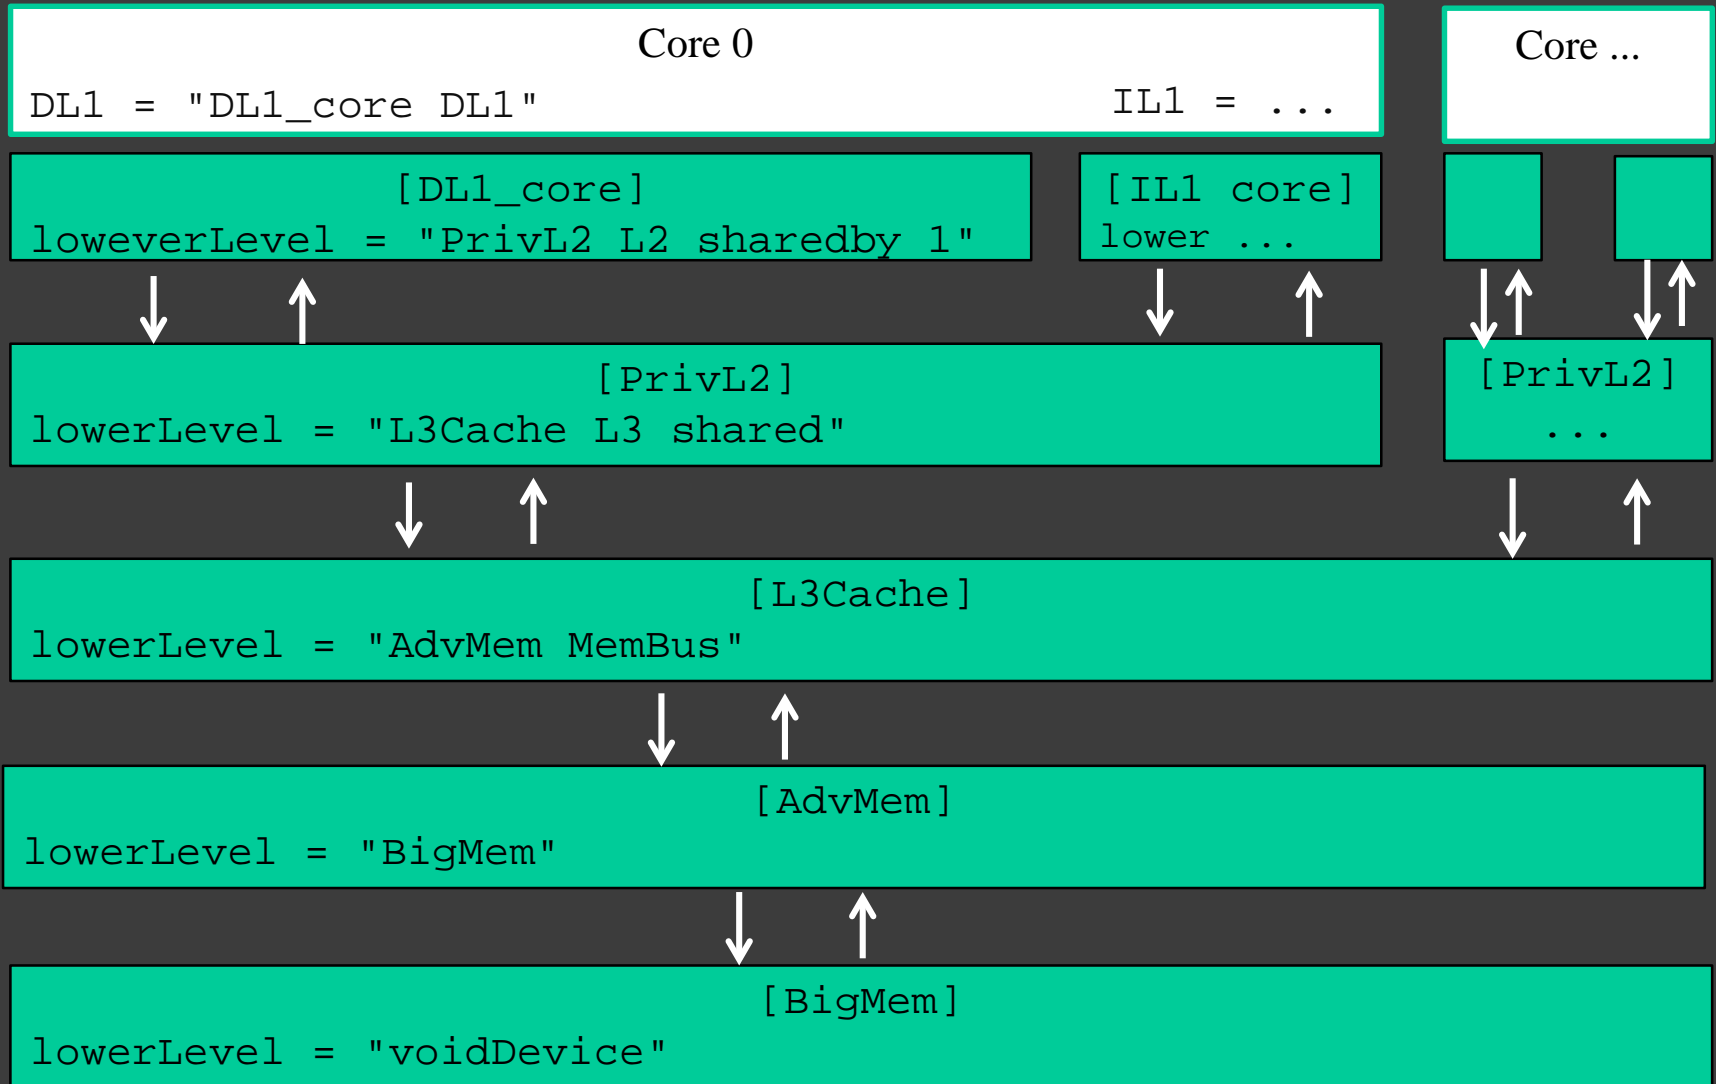 Core 0
DL1 = "DL1_core DL1"
IL1 = ...
Core ...
[DL1_core]
loweverLevel = "PrivL2 L2 sharedby 1"
[IL1 core]
lower ...
[PrivL2]
lowerLevel = "L3Cache L3 shared"
[PrivL2]
...
[L3Cache]
lowerLevel = "AdvMem MemBus"
[AdvMem]
lowerLevel = "BigMem"
[BigMem]
lowerLevel = "voidDevice"